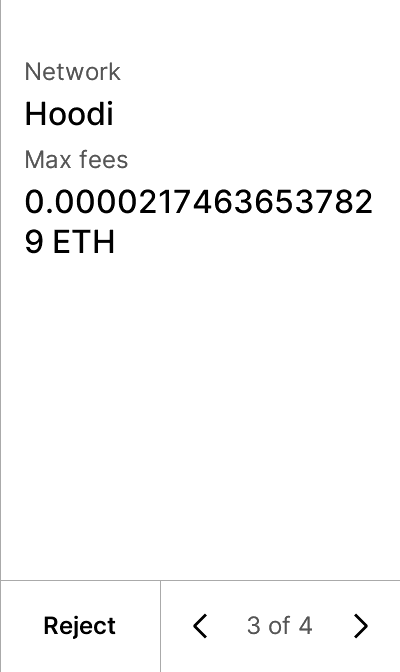 Network
Hoodi
Max fees
0.0000217463653782
9 ETH
Reject
3 of 4